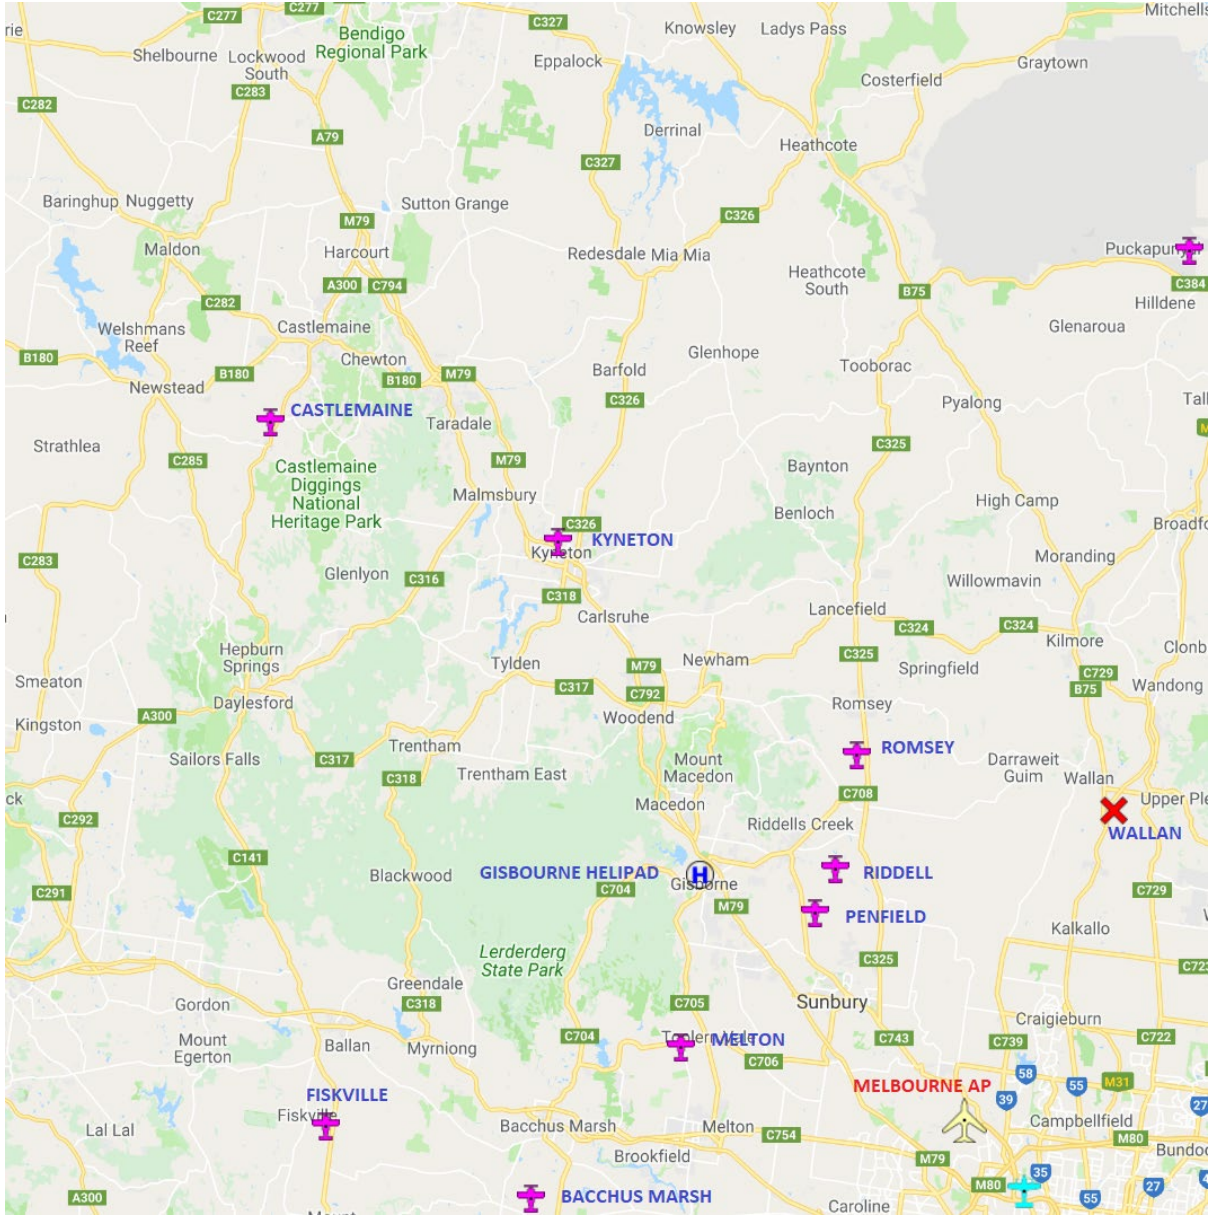 C277
C277
C327
Mitchells
Bendigo
Regional Park
Knowsley
Ladys Pass
Shelbourne
Lockwood
South
Eppalock
Graytown
Costerfield
C283
C282
A79
Derrinal
Heathcote
C327
Baringhup
Nuggetty
Sutton Grange
C326
M79
Maldon
Harcourt
Redesdale
Mia Mia
Heathcote
South
C384
Hilldene
A300
C794
B75
C282
Welshmans
Reef
Castlemaine
Glenaroua
B180
Chewton
Glenhope
Tooborac
Newstead
B180
B180
M79
Barfold
C326
Pyalong
CASTLEMAINE
Taradale
Strathlea
C325
C285
M79
Castlemaine
Diggings
National
Heritage Park
Baynton
Malmsbury
High Camp
Benloch
C326
KYNETON
Kyneton
C283
Moranding
Glenlyon
C316
Willowmavin
C318
Lancefield
Carlsruhe
C324
C324
Kilmore
Hepburn
Springs
C325
Tylden
M79
Newham
Springfield
C729
Smeaton
C317
C792
B75
Wandong
Daylesford
Romsey
A300
Woodend
Kingston
Trentham
ROMSEY
Sailors Falls
C317
Mount
Macedon
Darraweit
Guim
Trentham East
C318
Wallan
C708
Macedon
C292
Riddells Creek
WALLAN
C141
GISBOURNE HELIPAD
H
RIDDELL
Blackwood
Gisborne
C291
C704
C729
M79
PENFIELD
Kalkallo
Lerderderg
State Park
C325
Greendale
Gordon
C318
C705
Sunbury
Craigieburn
Mount
Egerton
C704
MELTON
C743
C739
C722
Ballan
Myrniong
C706
58
MELBOURNE AP
55
M31
FISKVILLE
39
27
Fiskville
Campbellfield
Lal Lal
Bacchus Marsh
Melton
C754
M80
Brookfield
M79
35
A300
BACCHUS MARSH
M80
55
27
Caroline